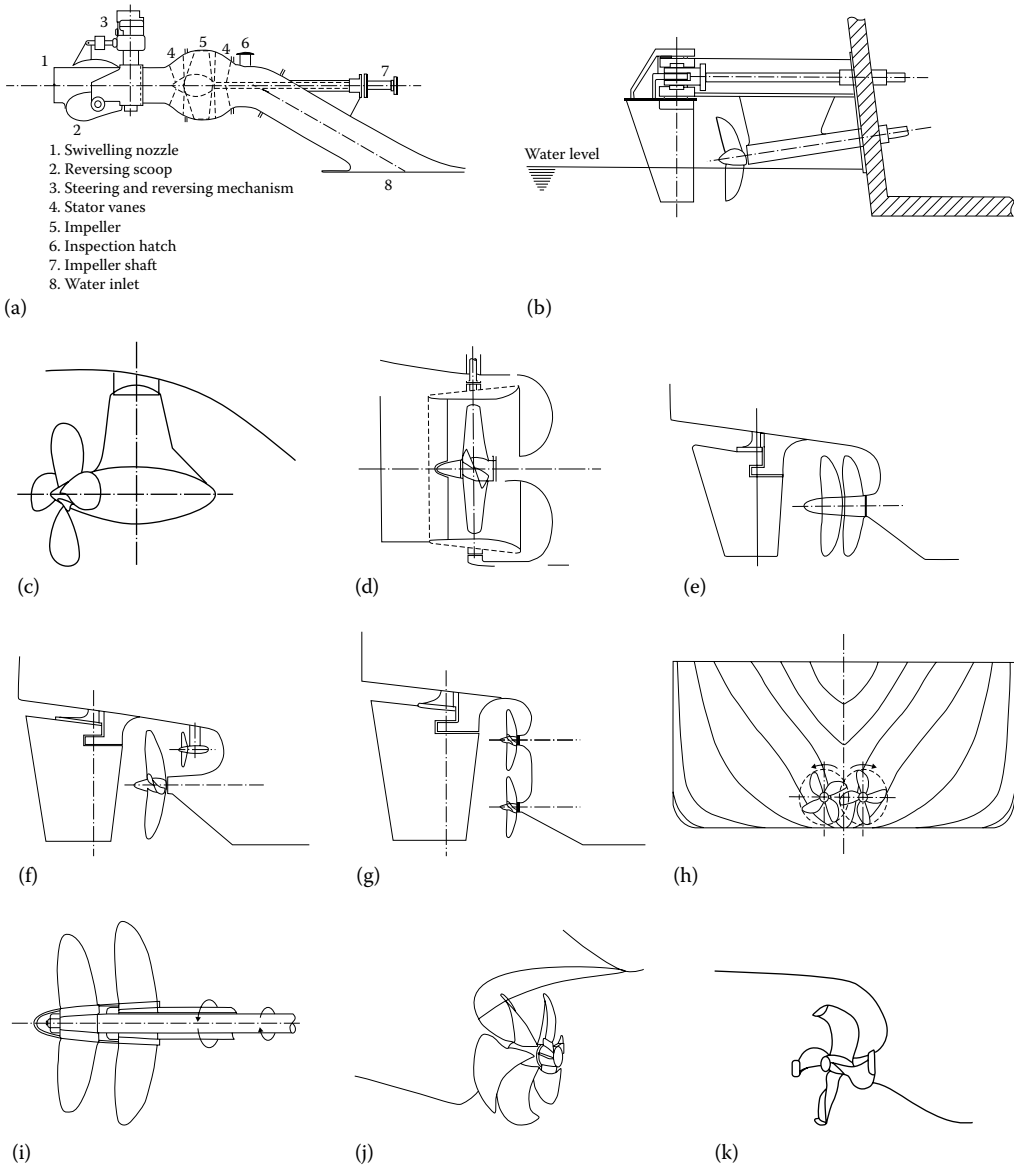 3
4 5 4 6
1
7
2
8
1. Swivelling nozzle
2. Reversing scoop
3. Steering and reversing mechanism
4. Stator vanes
5. Impeller
6. Inspection hatch
7. Impeller shaft
8. Water inlet
(a)
Water level
(b)
(c)
(d)
(e)
(f)
(g)
(h)
(i)
(j)
(k)